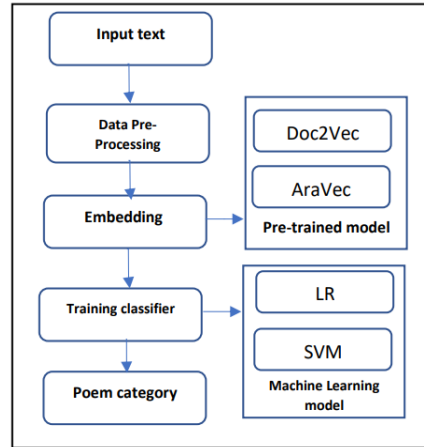 Input text
Data Pre-
Processing
Embedding
Training classifier
Poem category
Doc2Vec
AraVec
Pre-trained model
LR
SVM
Machine Learning
model